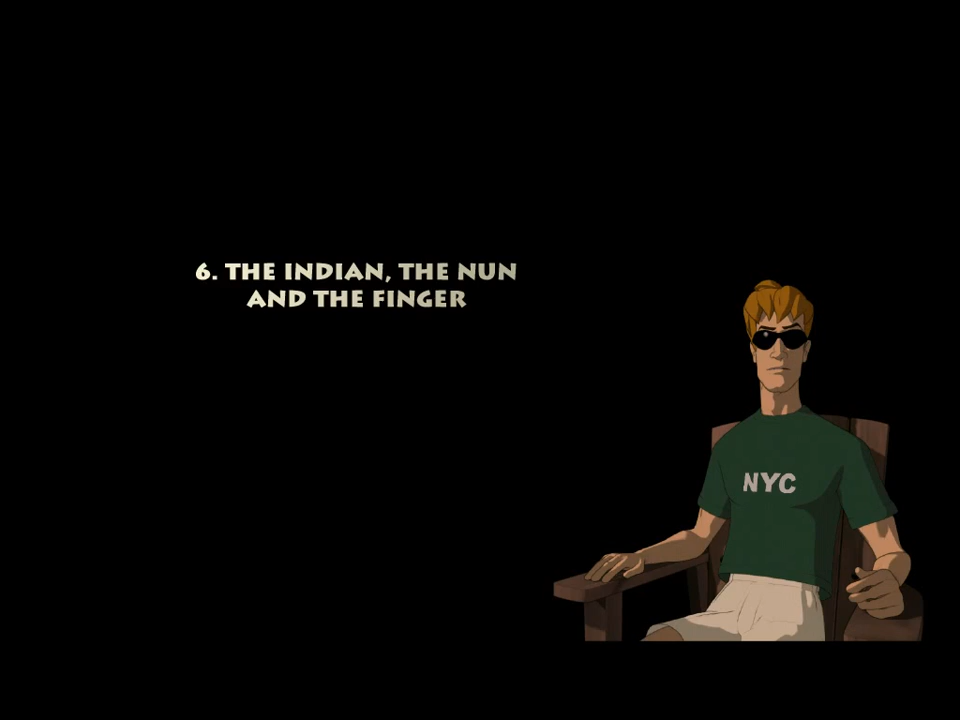 6. THE INDIAN, THE NUN
AND THE FINGER
NYC